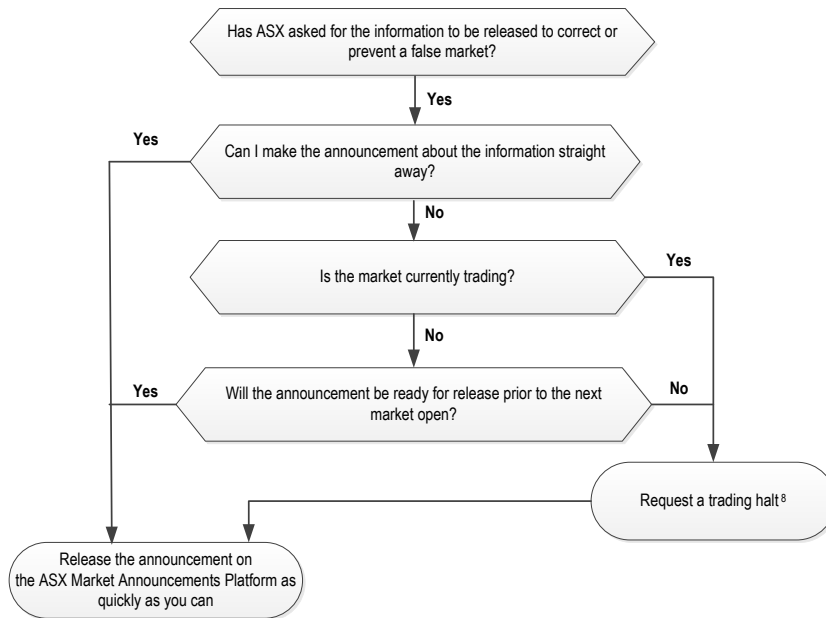 Has ASX asked for the information to be released to correct or
prevent a false market?
Yes
Yes
Can I make the announcement about the information straight
away?
No
Is the market currently trading?
Yes
No
Yes
Will the announcement be ready for release prior to the next
market open?
No
Request a trading halt 8
Release the announcement on
the ASX Market Announcements Platform as
quickly as you can